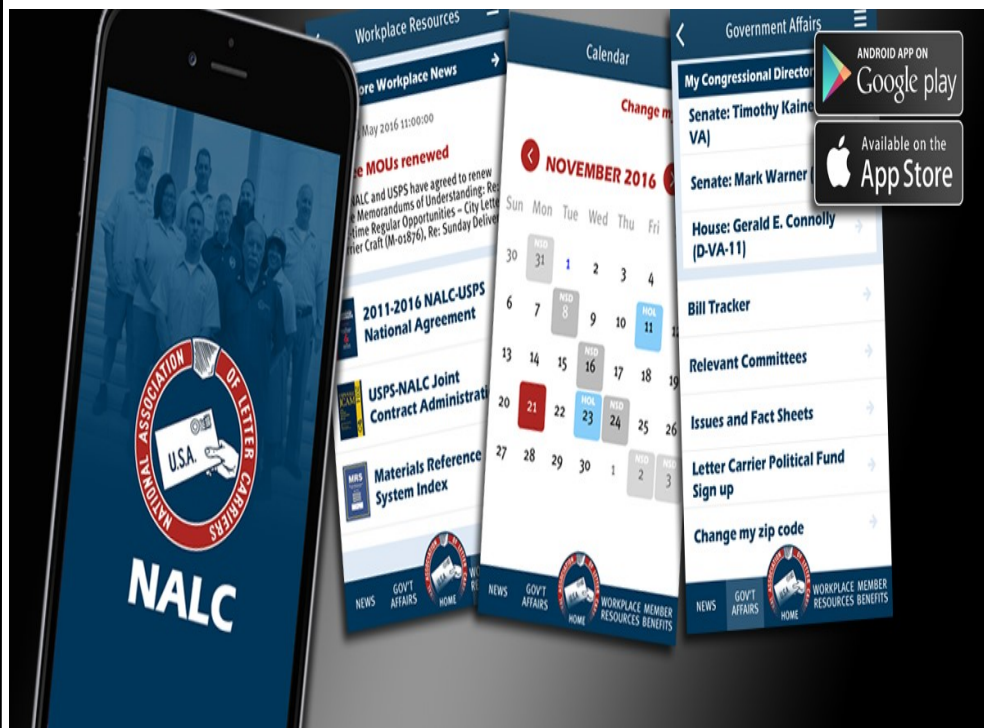 NATIONAL ASSOCIATION OF LETTER CARRIERS
U.S.A.
NALC
Workplace Resources
ore Workplace News
May 2016 11:00:00
ee MOUs renewed
NALC and USPS have agreed to renew
Memorandums of Understanding: Re:
-time Regular Opportunities – City Lette
rier Craft (M-01876), Re: Sunday Deliver
2011-2016 NALC-USPS
National Agreement
USPS-NALC Joint
Contract Administrati
MRS
Materials Reference
System Index
NEWS
GOV'T
AFFAIRS
HOME
Calendar
Change my
NOVEMBER 2016
Sun Mon Tue Wed Thu Fri
NSD
30 31 1 2 3 4
NSD HOL
6 7 8 9 10 11 12
NSD
13 14 15 16 17 18 19
HOL NSD
20 21 22 23 24 25 26
NSD NSD
27 28 29 30 1 2 3
NEWS
GOV'T
AFFAIRS
U.S.A.
HOME
WORKPLACE
RESOURCES
MEMBER
BENEFITS
Government Affairs
My Congressional Director
Senate: Timothy Kaine
VA)
Senate: Mark Warner
House: Gerald E. Connolly
(D-VA-11)
Bill Tracker
Relevant Committees
Issues and Fact Sheets
Letter Carrier Political Fund
Sign up
Change my zip code
NEWS
GOV'T
AFFAIRS
U.S.A.
HOME
WORKPLACE
RESOURCES
MEMBER
BENEFITS
ANDROID APP ON
Google play
Available on the
App Store